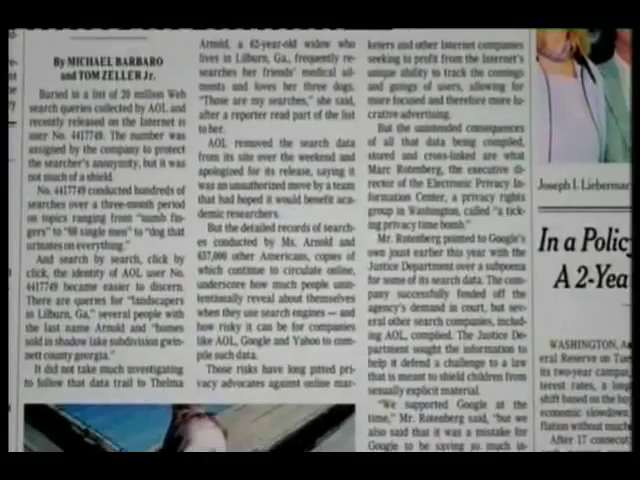 By MICHAEL BARBARO
and TOM ZELLER Jr.
Buried in a list of 20 million Web
search queries collected by AOL and
recently released on the Internet is
user No. 4417749. The number was
assigned by the company to protect
the searcher's anonymity, but it was
not much of a shield.
No. 4417749 conducted hundreds of
searches over a three-month period
on topics ranging from "numb fin-
gers" to "60 single men" to "dog that
urinates on everything."
And search by search, click by
click, the identity of AOL user No.
4417749 became easier to discern.
There are queries for "landscapers
in Lilburn, Ga," several people with
the last name Arnold and "homes
sold in shadow lake subdivision gwin-
nett county georgia."
It did not take much investigating
to follow that data trail to Thelma
Arnold, a 62-year-old widow who
lives in Lilburn, Ga., frequently re-
searches her friends' medical ail-
ments and loves her three dogs.
"Those are my searches," she said,
after a reporter read part of the list
to her.
AOL removed the search data
from its site over the weekend and
apologized for its release, saying it
was an unauthorized move by a team
that had hoped it would benefit aca-
demic researchers.
But the detailed records of search-
es conducted by Ms. Arnold and
657,000 other Americans, copies of
which continue to circulate online,
underscore how much people unin-
tentionally reveal about themselves
when they use search engines — and
how risky it can be for companies
like AOL, Google and Yahoo to com-
pile such data.
Those risks have long pitted pri-
vacy advocates against online mar-
keters and other Internet companies
seeking to profit from the Internet's
unique ability to track the comings
and goings of users, allowing for
more focused and therefore more lu-
crative advertising.
But the unintended consequences
of all that data being compiled,
stored and cross-linked are what
Marc Rotenberg, the executive di-
rector of the Electronic Privacy In-
formation Center, a privacy rights
group in Washington, called "a tick-
ing privacy time bomb."
Mr. Rotenberg pointed to Google's
own joust earlier this year with the
Justice Department over a subpoena
for some of its search data. The com-
pany successfully fended off the
agency's demand in court, but sev-
eral other search companies, includ-
ing AOL, complied. The Justice De-
partment sought the information to
help it defend a challenge to a law
that is meant to shield children from
sexually explicit material.
"We supported Google at the
time," Mr. Rotenberg said, "but we
also said that it was a mistake for
Google to be saving so much in-
Joseph I. Lieberma
In a Polic
A 2-Yea
WASHINGTON, A
eral Reserve on Tue
its two-year campa
terest rates, a long
shift based on the ho
economic slowdown
flation without much
After 17 consecut